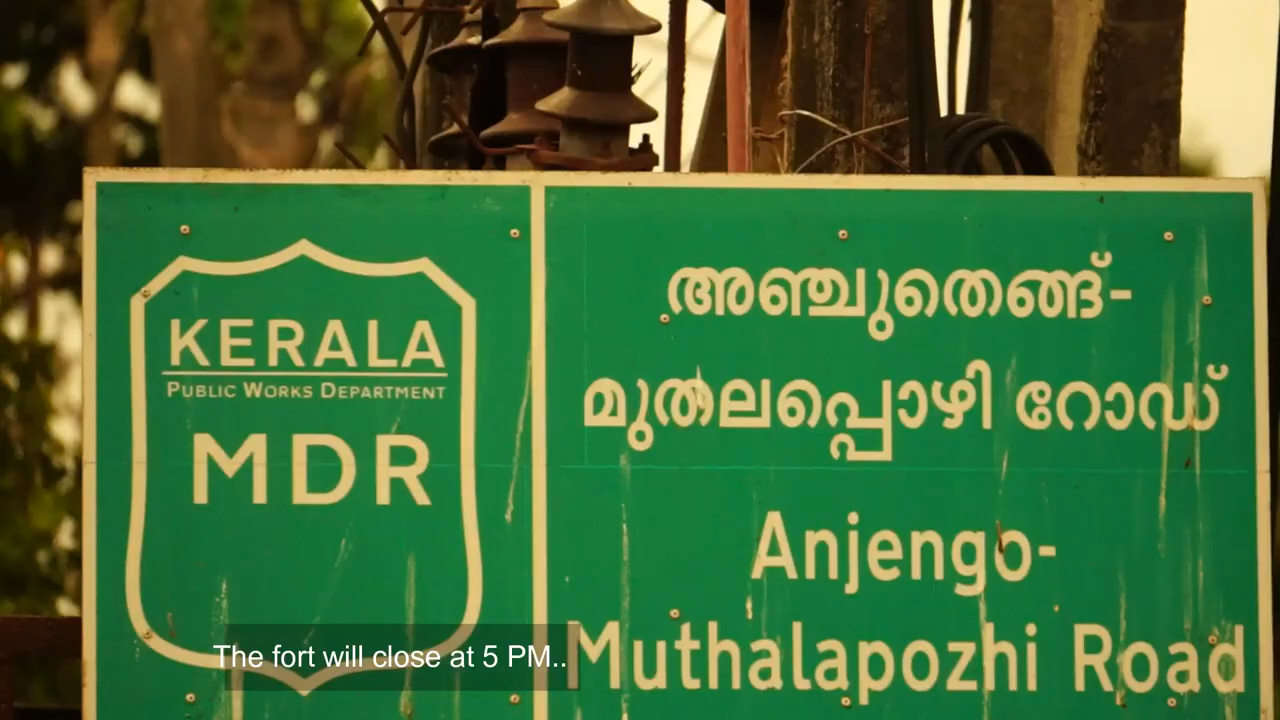 KERALA
PUBLIC WORKS DEPARTMENT
MDR
അഞ്ചുതെങ്ങ്-
മുതലപ്പൊഴി റോഡ്
Anjengo-
Muthalapozhi Road
The fort will close at 5 PM..